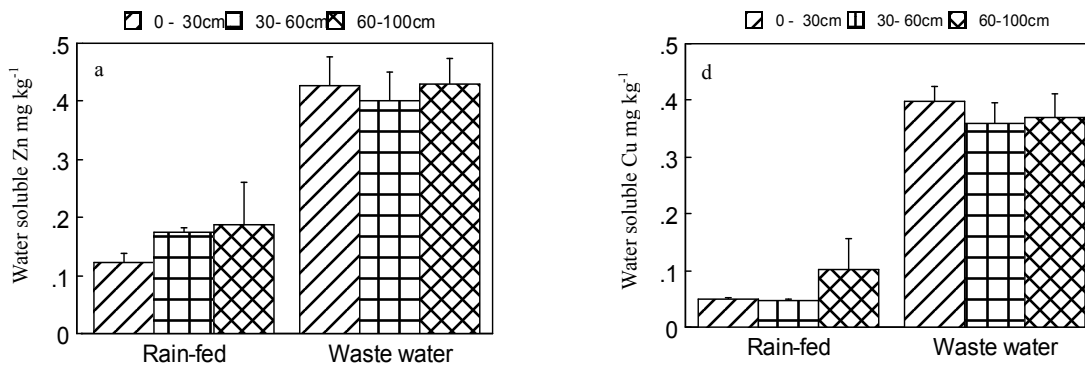 0 - 30cm 30- 60cm 60-100cm
Water soluble Zn mg kg-1
a
.5
.4
.3
.2
.1
0
Rain-fed Waste water
0 - 30cm 30- 60cm 60-100cm
Water soluble Cu mg kg-1
d
.5
.4
.3
.2
.1
0
Rain-fed Waste water